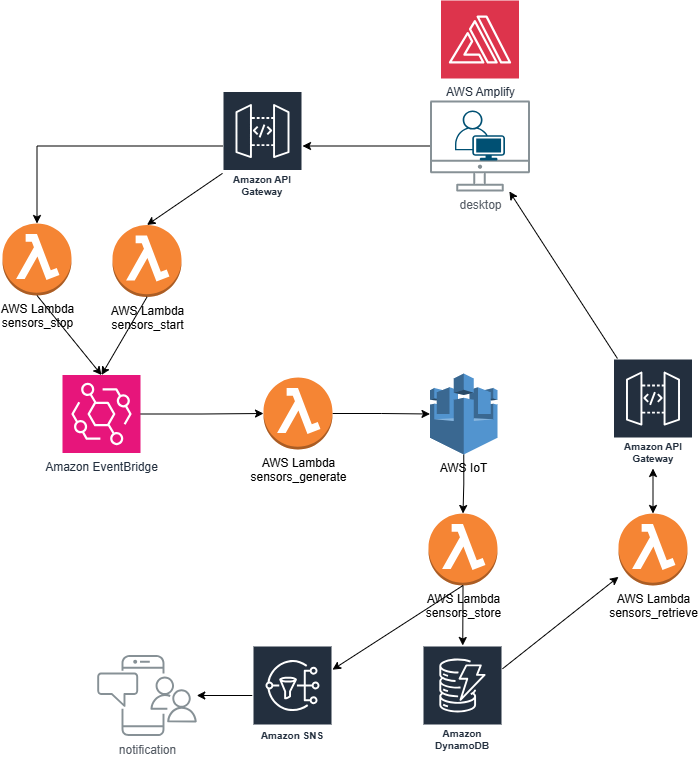 AWS Amplify
desktop
Amazon API
Gateway
AWS Lambda
sensors_stop
AWS Lambda
sensors_start
Amazon EventBridge
AWS Lambda
sensors_generate
AWS IoT
Amazon API
Gateway
AWS Lambda
sensors_store
AWS Lambda
sensors_retrieve
notification
Amazon SNS
Amazon
DynamoDB